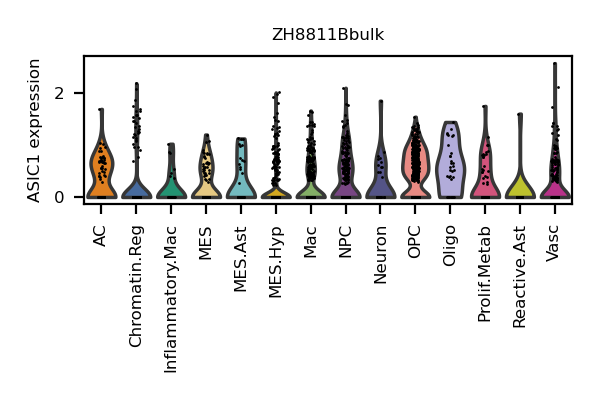 ZH8811Bbulk
ASIC1 expression
2
0
AC
Chromatin.Reg
Inflammatory.Mac
MES
MES.Ast
MES.Hyp
Mac
NPC
Neuron
OPC
Oligo
Prolif.Metab
Reactive.Ast
Vasc